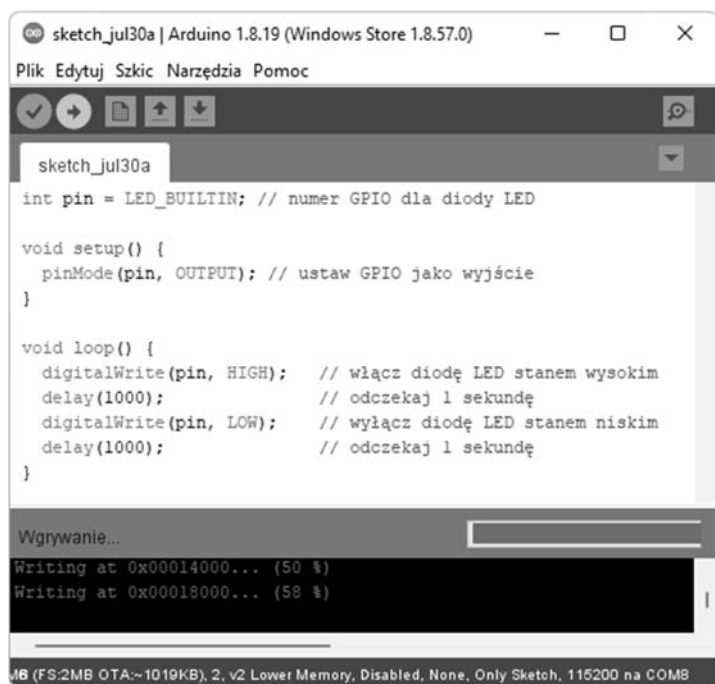 sketch_jul30a | Arduino 1.8.19 (Windows Store 1.8.57.0)
Plik Edytuj Szkic Narzędzia Pomoc
sketch_jul30a
int pin = LED_BUILTIN; // numer GPIO dla diody LED
void setup() {
pinMode(pin, OUTPUT); // ustaw GPIO jako wyjście
}
void loop() {
digitalWrite(pin, HIGH); // włącz diodę LED stanem wysokim
delay(1000); // odczekaj 1 sekundę
digitalWrite(pin, LOW); // wyłącz diodę LED stanem niskim
delay(1000); // odczekaj 1 sekundę
}
Wgrywanie...
Writing at 0x00014000... (50 %)
Writing at 0x00018000... (58 %)
(FS:2MB OTA:~1019KB), 2, v2 Lower Memory, Disabled, None, Only Sketch, 115200 na COM8